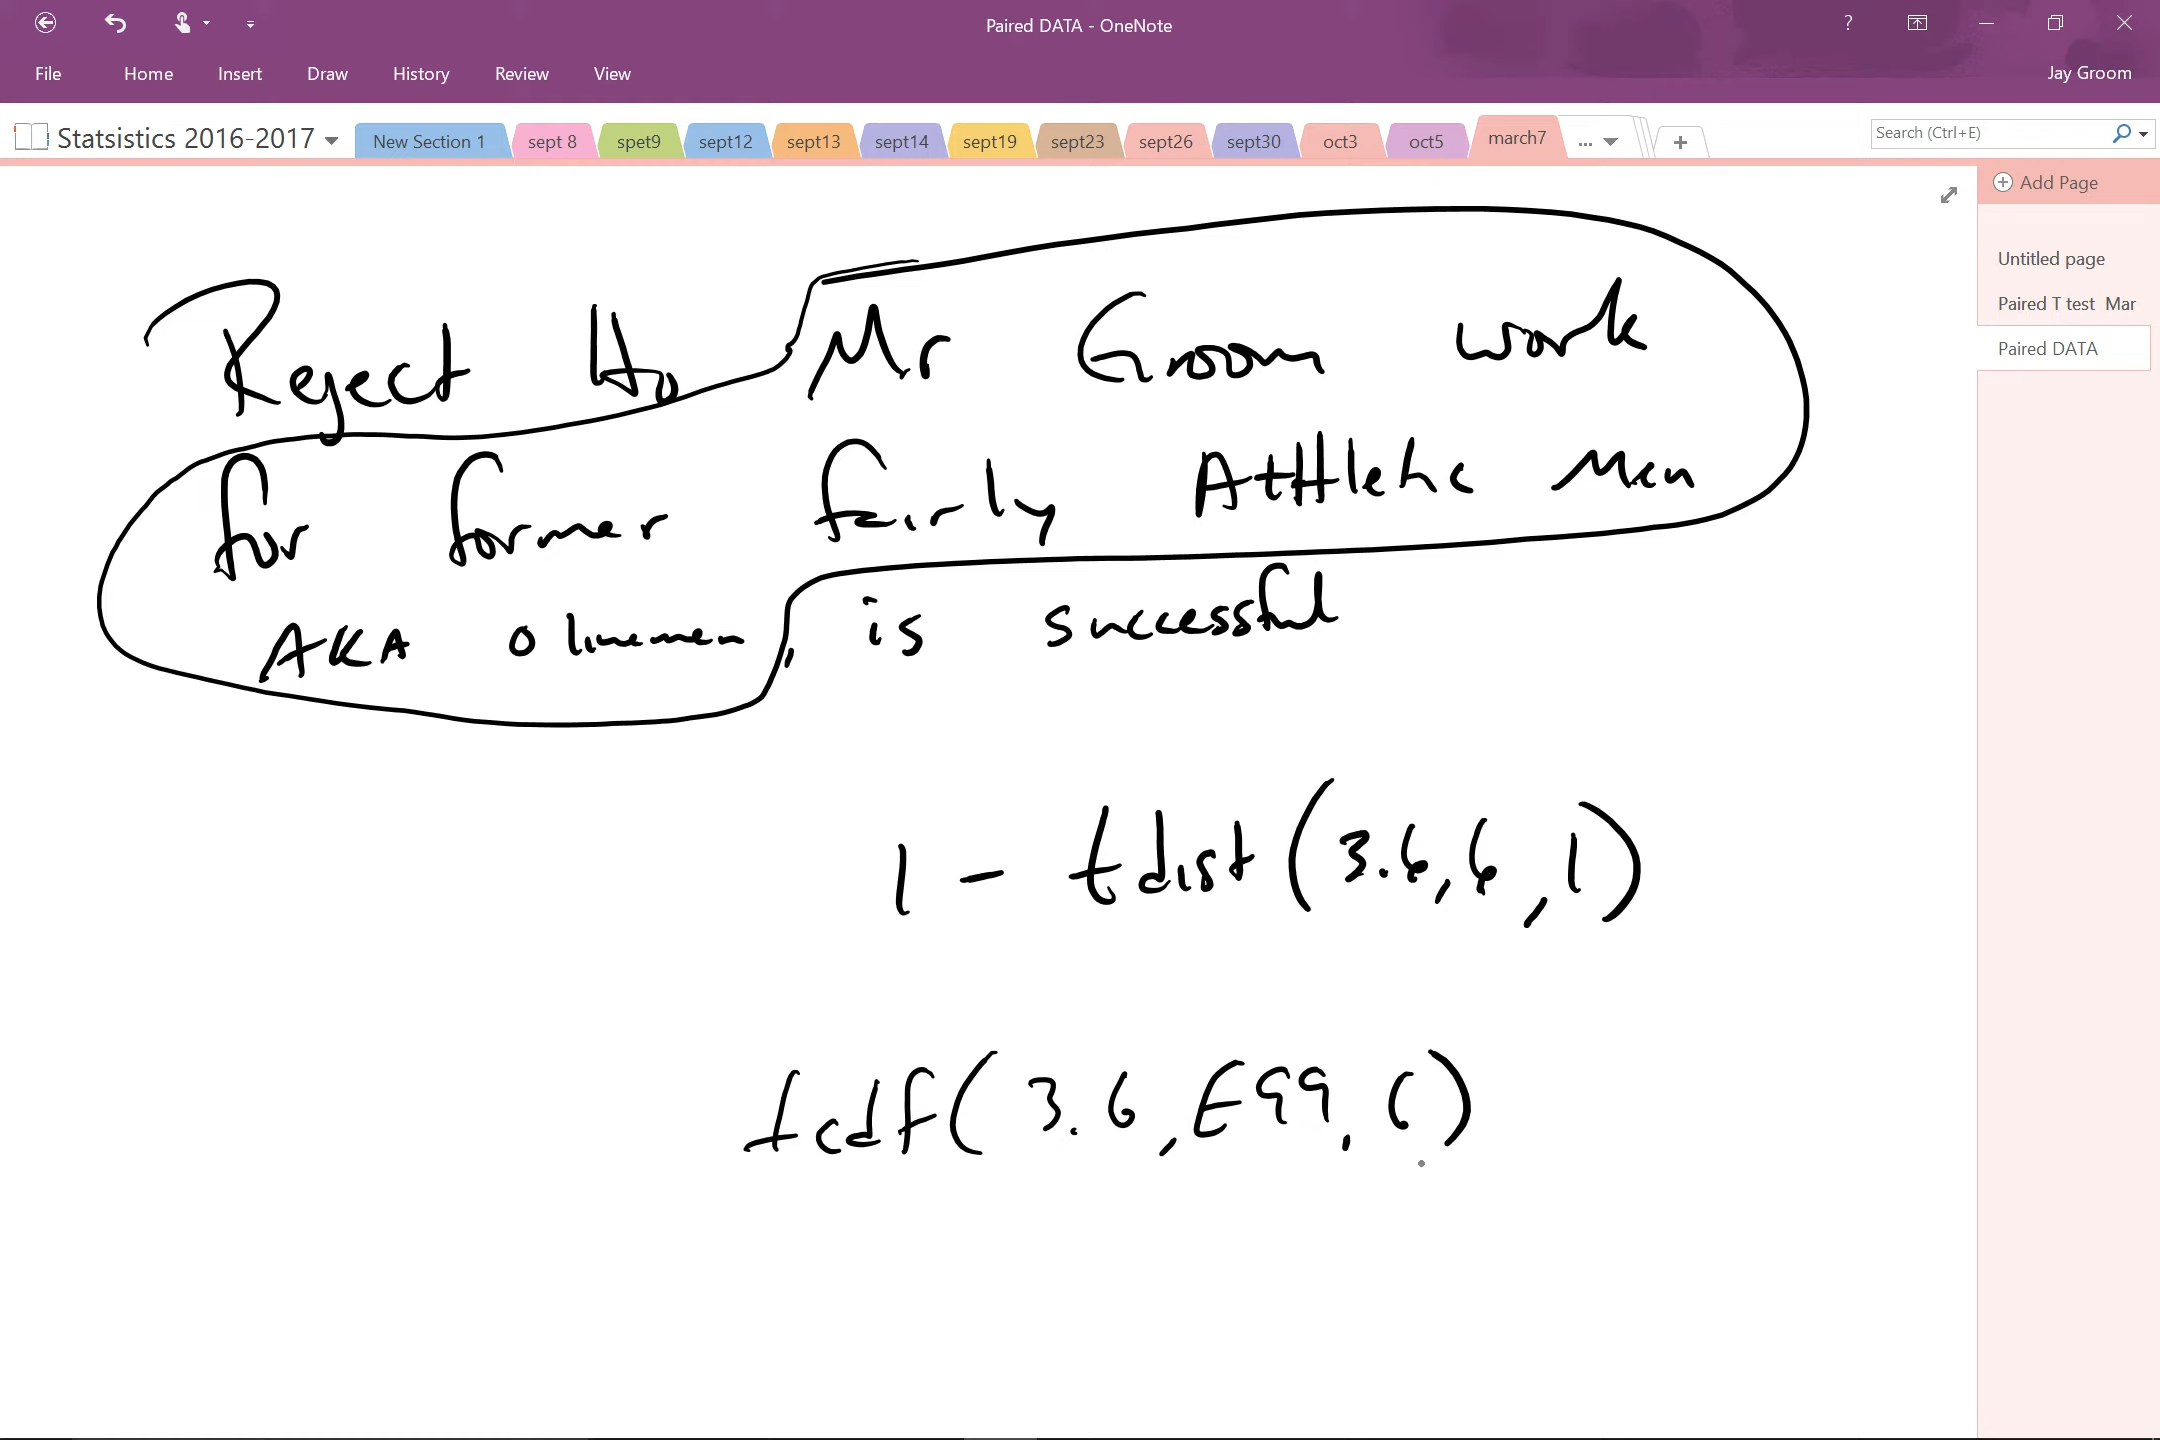 Paired DATA - OneNote
?
File Home Insert Draw History Review View
Jay Groom
Statsistics 2016-2017
New Section 1 sept 8 spet9 sept12 sept13 sept14 sept19 sept23 sept26 sept30 oct3 oct5 march7 ... +
Search (Ctrl+E)
Add Page
Untitled page
Paired T test Mar
Paired DATA
Reject Ho Mr Groom work
for former fairly AtHletic Men
AKA o linemen, is successful
1 - tdist(3.6,6,1)
tcdf(3.6,E99,6)